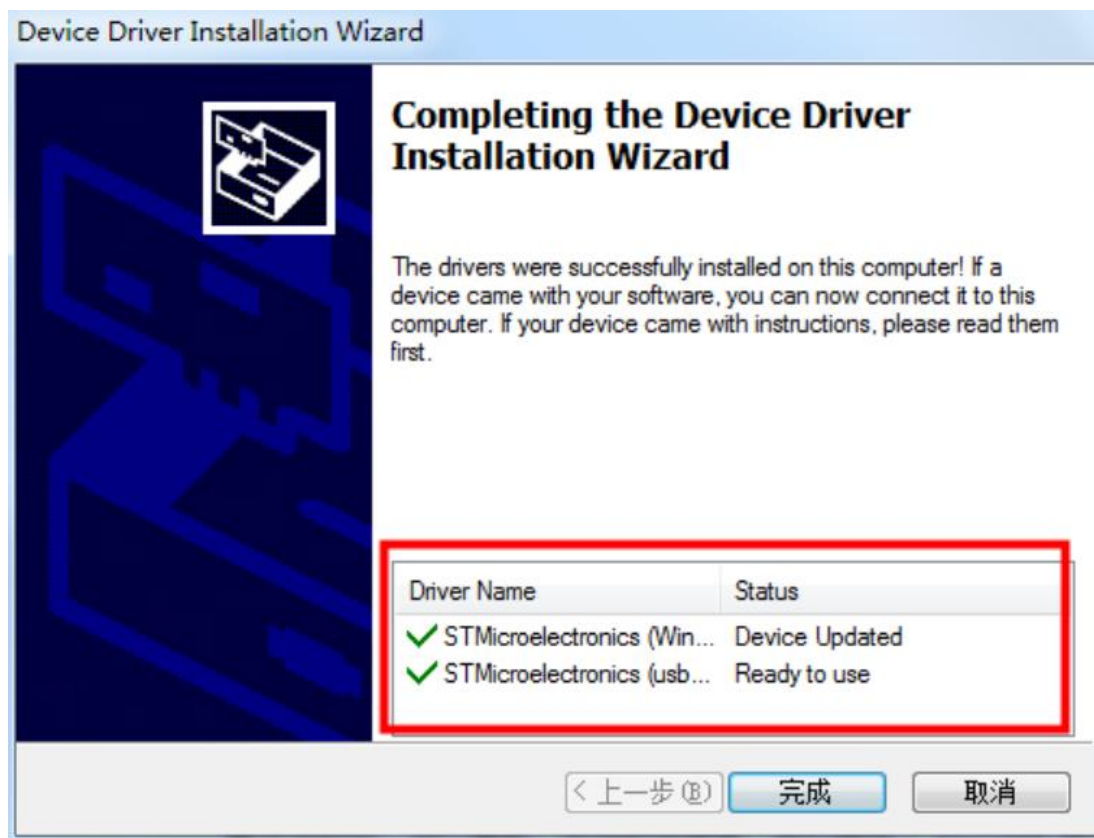 Device Driver Installation Wizard
Completing the Device Driver
Installation Wizard
The drivers were successfully installed on this computer! If a
device came with your software, you can now connect it to this
computer. If your device came with instructions, please read them
first.
Driver Name Status
STMicroelectronics (Win... Device Updated
STMicroelectronics (usb... Ready to use
< 上一步(B) 完成 取消